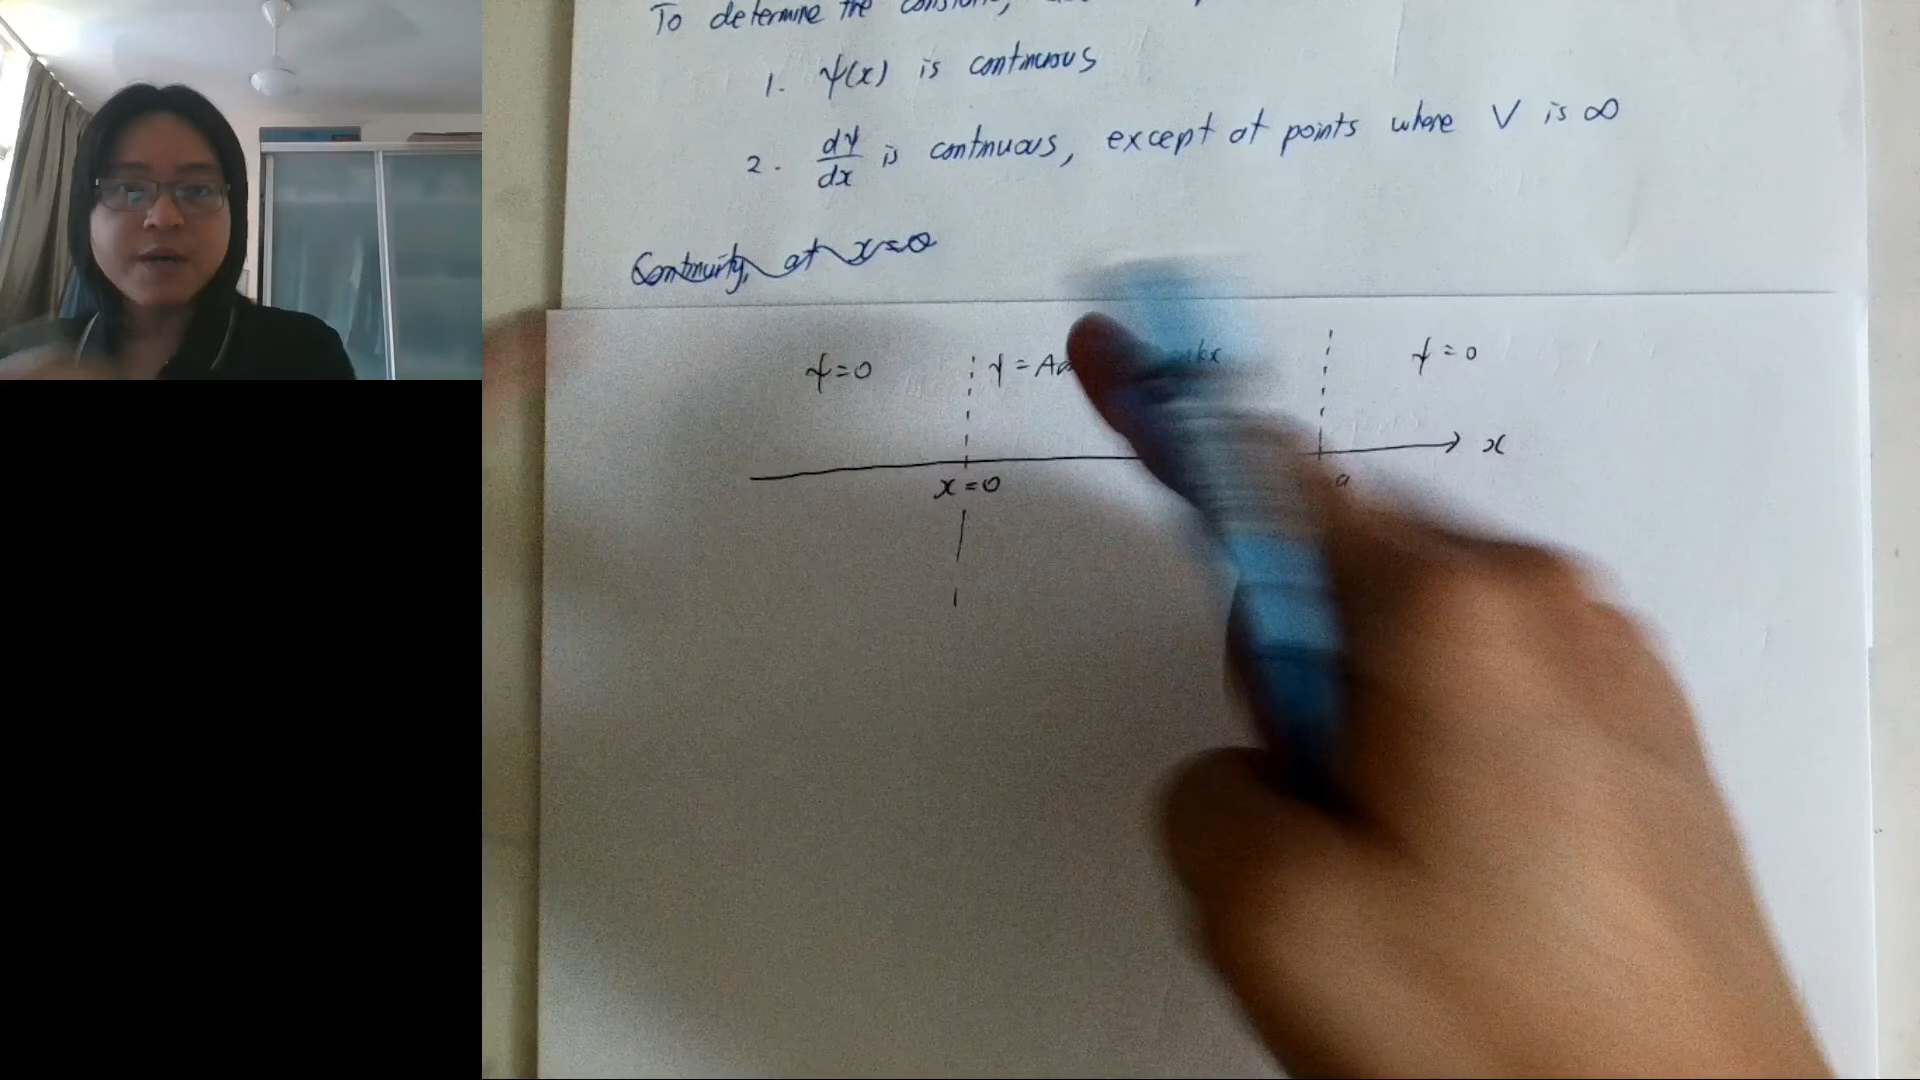 To determine the
1. ψ(x) is continuous
2. dψ/dx is continuous, except at points where V is ∞
Continuity at x=0
ψ=0 ψ = A kx ψ=0
x
x=0 a